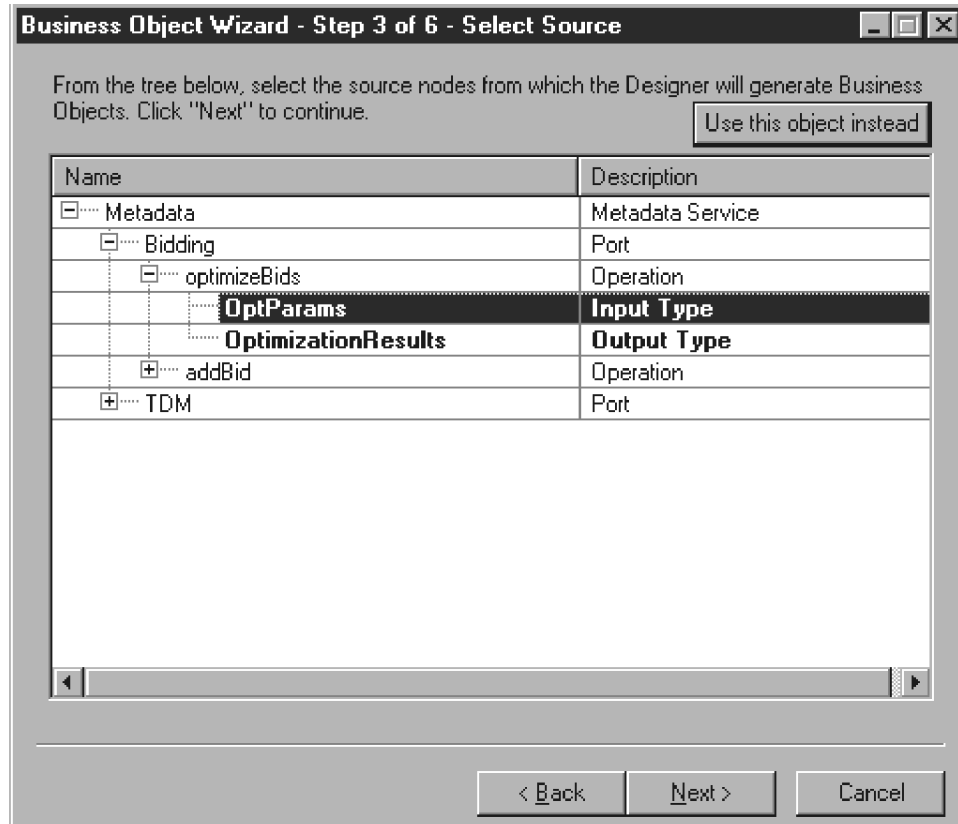 Business Object Wizard - Step 3 of 6 - Select Source
From the tree below, select the source nodes from which the Designer will generate Business
Objects. Click "Next" to continue.
Use this object instead
Name Description
Metadata Metadata Service
Bidding Port
optimizeBids Operation
OptParams Input Type
OptimizationResults Output Type
addBid Operation
TDM Port
< Back Next > Cancel